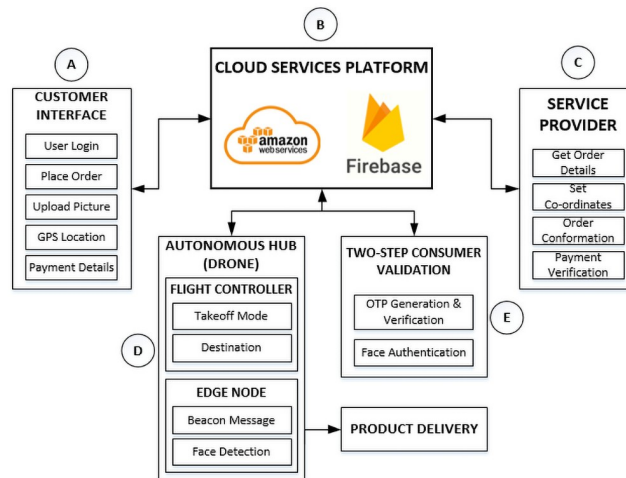 A
CUSTOMER
INTERFACE
User Login
Place Order
Upload Picture
GPS Location
Payment Details
B
CLOUD SERVICES PLATFORM
amazon
webservices
Firebase
C
SERVICE
PROVIDER
Get Order
Details
Set
Co-ordinates
Order
Conformation
Payment
Verification
D
AUTONOMOUS HUB
(DRONE)
FLIGHT CONTROLLER
Takeoff Mode
Destination
EDGE NODE
Beacon Message
Face Detection
TWO-STEP CONSUMER
VALIDATION
OTP Generation &
Verification
Face Authentication
E
PRODUCT DELIVERY